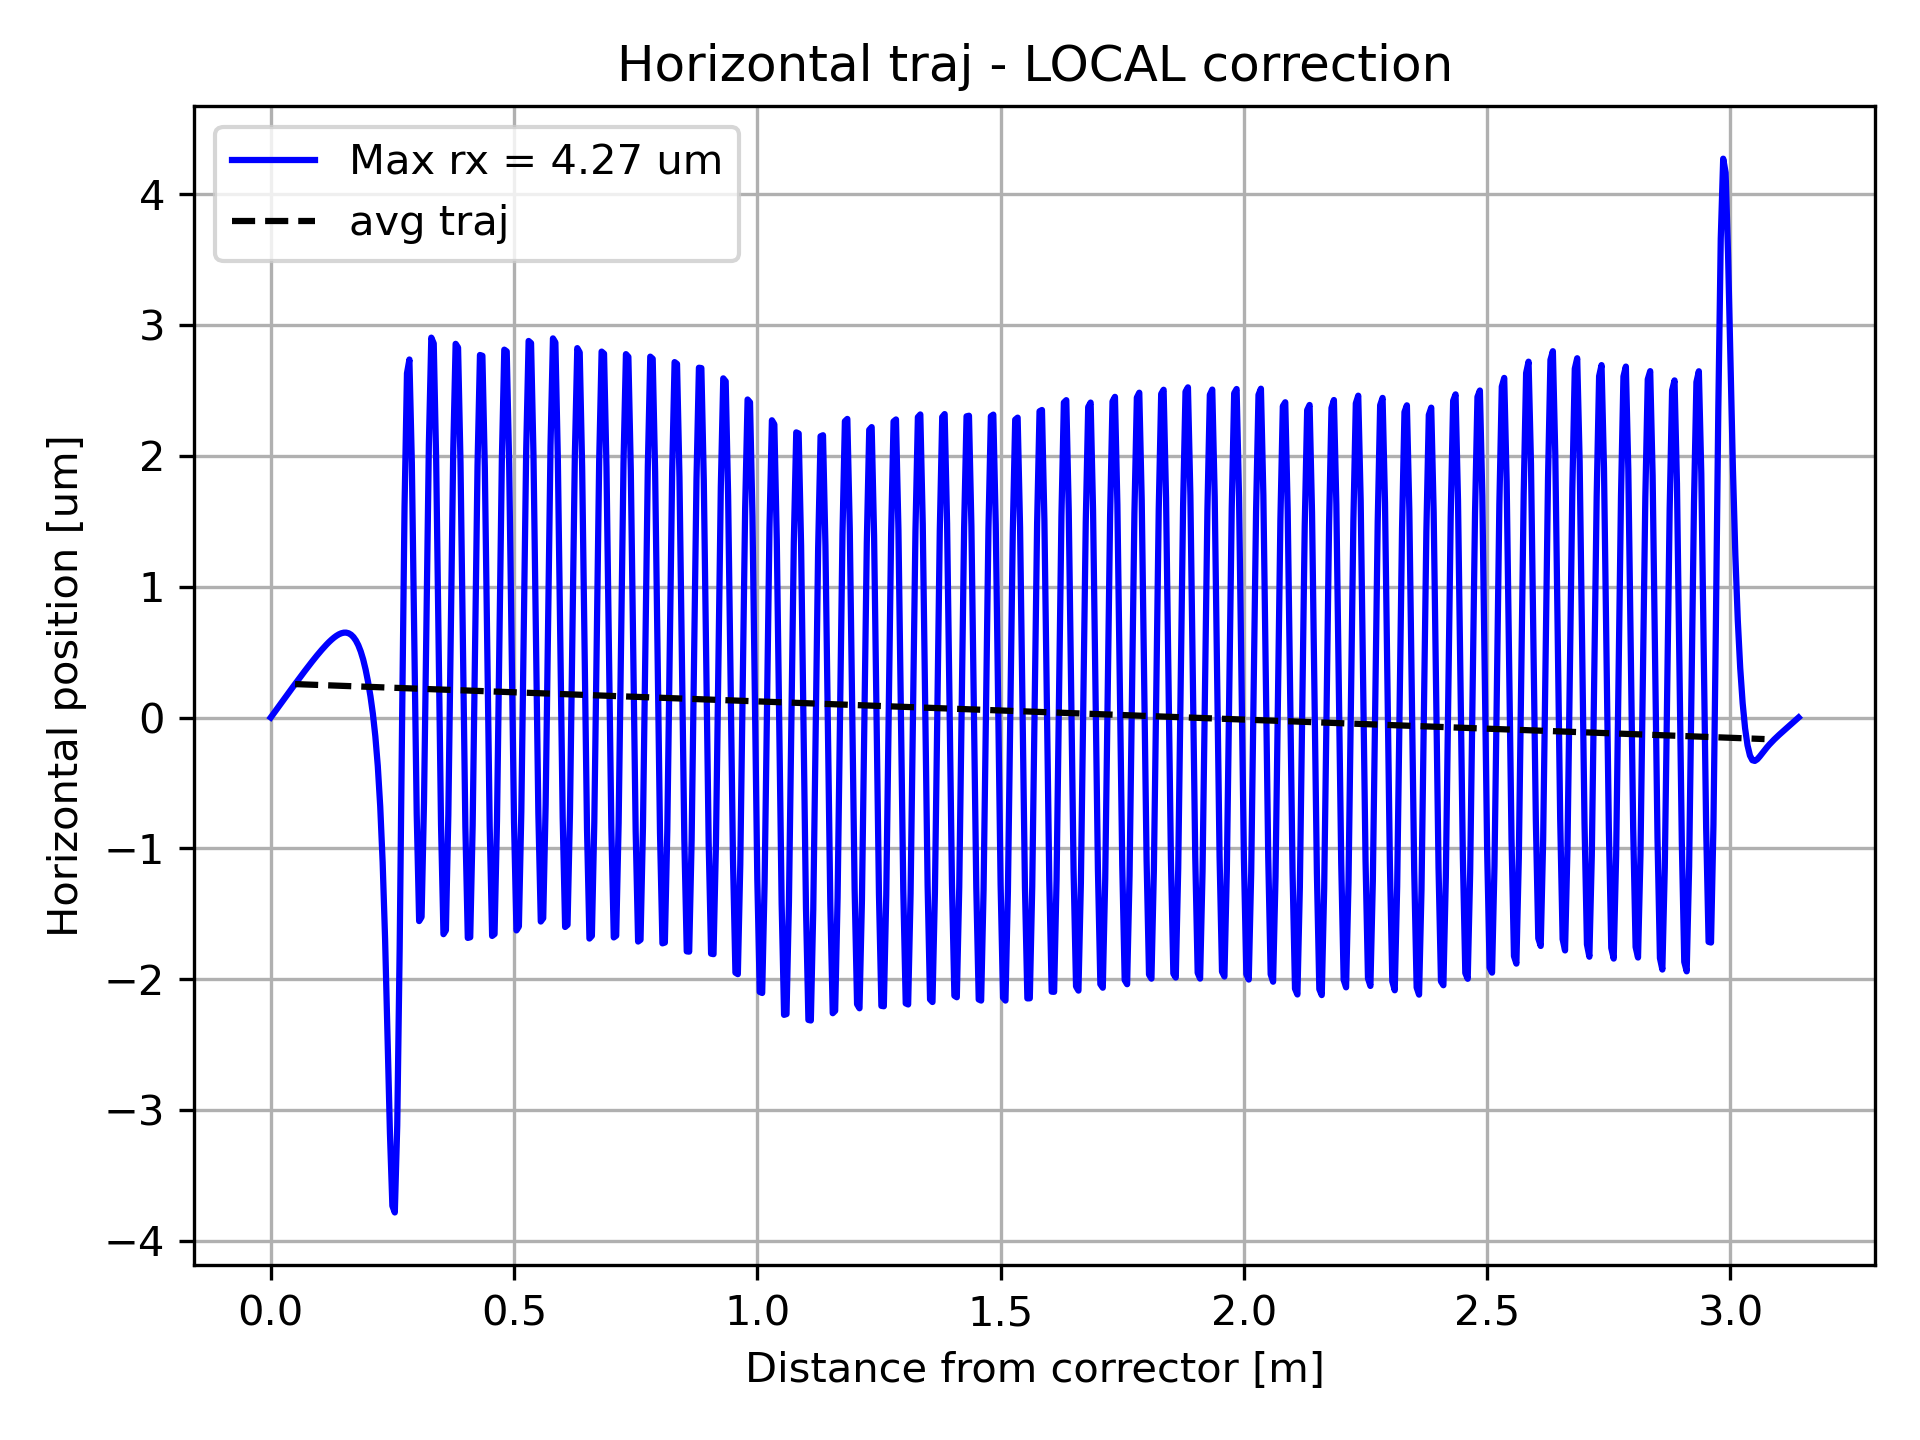 Horizontal traj - LOCAL correction
Max rx = 4.27 um
avg traj
Horizontal position [um]
4
3
2
1
0
−1
−2
−3
−4
0.0 0.5 1.0 1.5 2.0 2.5 3.0
Distance from corrector [m]